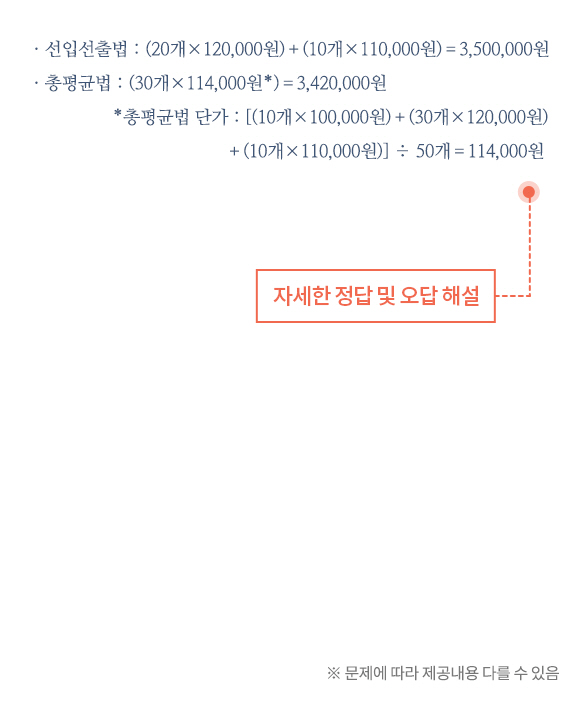 · 선입선출법 : (20개×120,000원) + (10개×110,000원) = 3,500,000원
· 총평균법 : (30개×114,000원*) = 3,420,000원
*총평균법 단가 : [(10개×100,000원) + (30개×120,000원)
+ (10개×110,000원)] ÷ 50개 = 114,000원
자세한 정답 및 오답 해설
※ 문제에 따라 제공내용 다를 수 있음